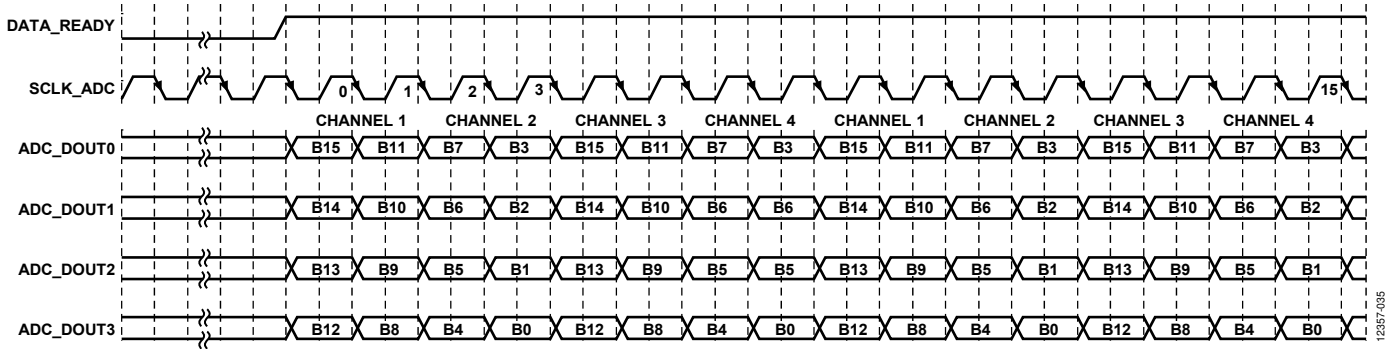 DATA_READY
SCLK_ADC 0 1 2 3 15
CHANNEL 1 CHANNEL 2 CHANNEL 3 CHANNEL 4 CHANNEL 1 CHANNEL 2 CHANNEL 3 CHANNEL 4
ADC_DOUT0 B15 B11 B7 B3 B15 B11 B7 B3 B15 B11 B7 B3 B15 B11 B7 B3
ADC_DOUT1 B14 B10 B6 B2 B14 B10 B6 B6 B14 B10 B6 B2 B14 B10 B6 B2
ADC_DOUT2 B13 B9 B5 B1 B13 B9 B5 B5 B13 B9 B5 B1 B13 B9 B5 B1
ADC_DOUT3 B12 B8 B4 B0 B12 B8 B4 B0 B12 B8 B4 B0 B12 B8 B4 B0
12357-035